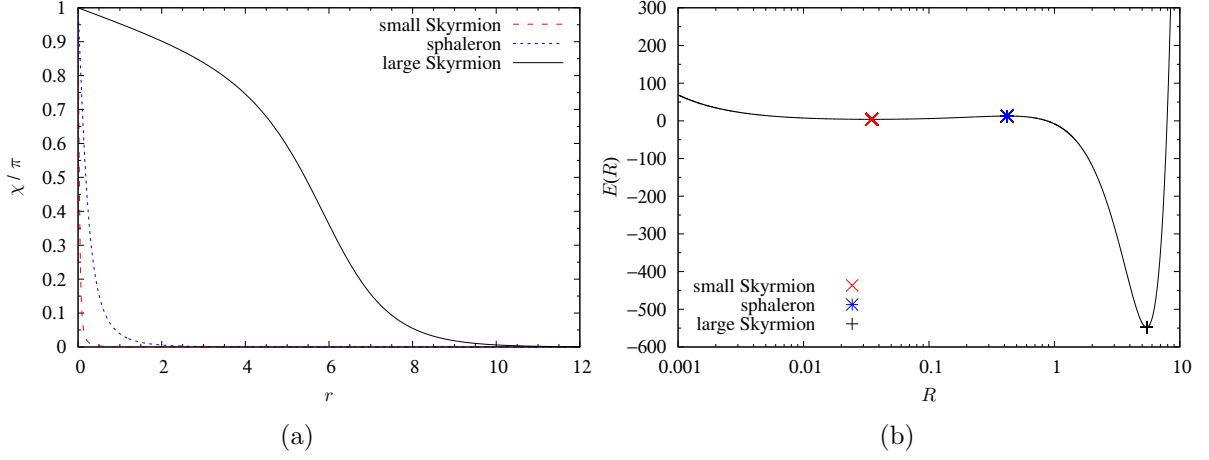 1
0.9
0.8
0.7
0.6
0.5
0.4
0.3
0.2
0.1
0
χ / π
small Skyrmion
sphaleron
large Skyrmion
0 2 4 6 8 10 12
r
(a)
300
200
100
0
−100
−200
−300
−400
−500
−600
E(R)
small Skyrmion
sphaleron
large Skyrmion
0.001 0.01 0.1 1 10
R
(b)